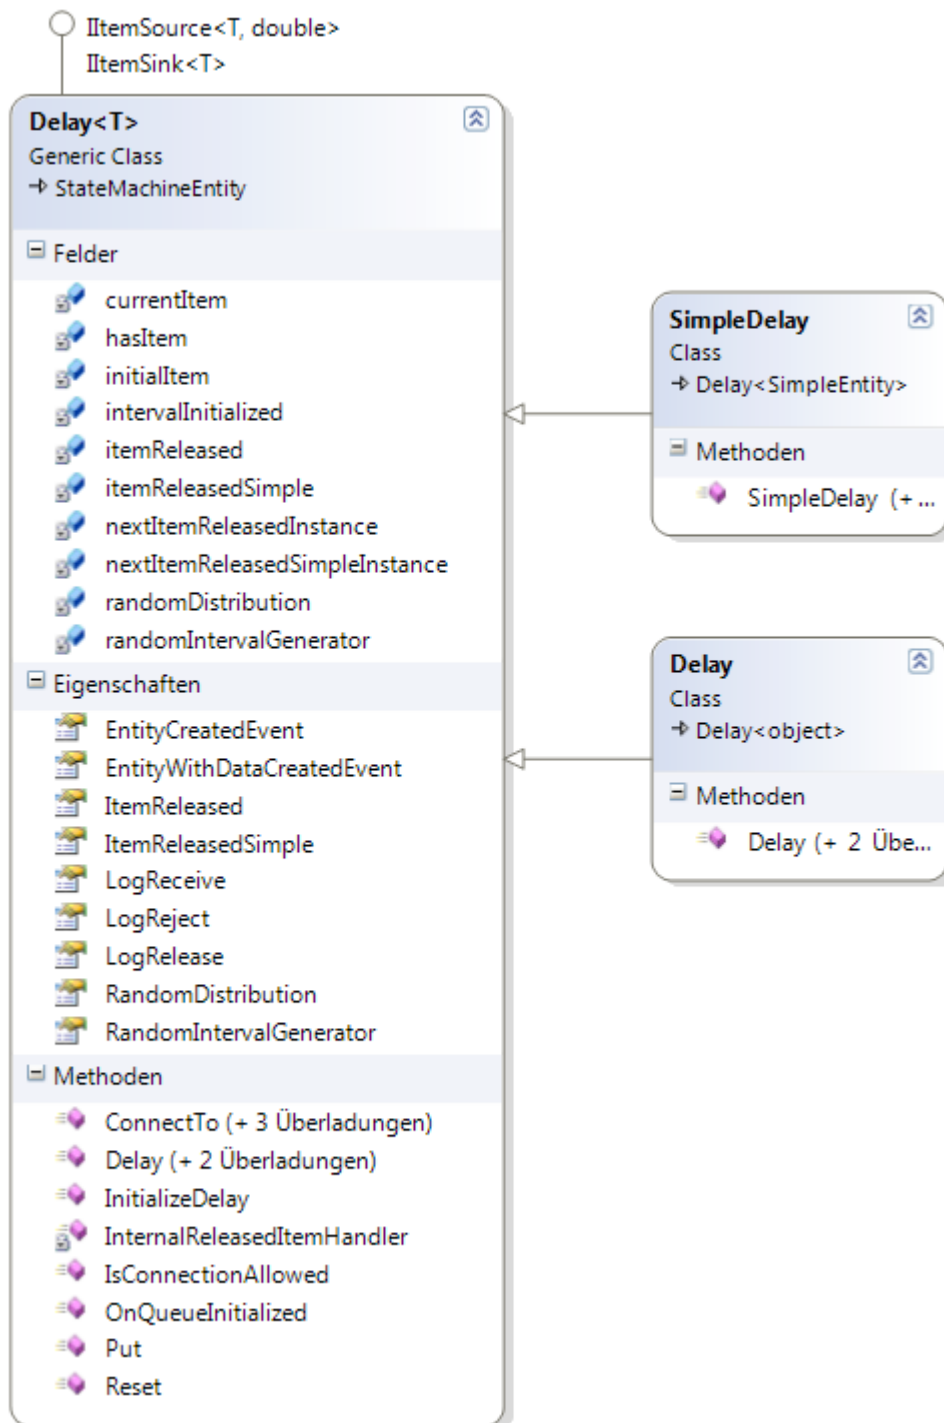 IItemSource<T, double>
IItemSink<T>
Delay<T>
Generic Class
StateMachineEntity
Felder
currentItem
hasItem
initialItem
intervalInitialized
itemReleased
itemReleasedSimple
nextItemReleasedInstance
nextItemReleasedSimpleInstance
randomDistribution
randomIntervalGenerator
Eigenschaften
EntityCreatedEvent
EntityWithDataCreatedEvent
ItemReleased
ItemReleasedSimple
LogReceive
LogReject
LogRelease
RandomDistribution
RandomIntervalGenerator
Methoden
ConnectTo (+ 3 Überladungen)
Delay (+ 2 Überladungen)
InitializeDelay
InternalReleasedItemHandler
IsConnectionAllowed
OnQueueInitialized
Put
Reset
SimpleDelay
Class
Delay<SimpleEntity>
Methoden
SimpleDelay (+ ...
Delay
Class
Delay<object>
Methoden
Delay (+ 2 Übe...